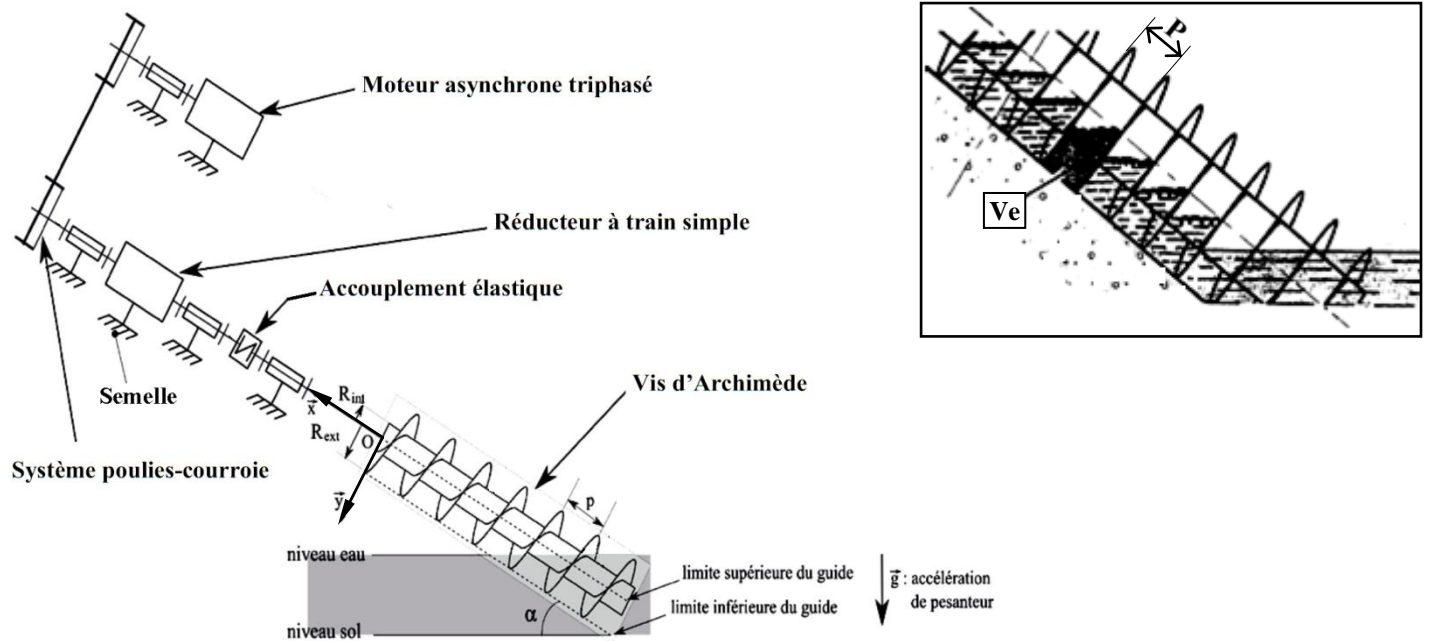 Moteur asynchrone triphasé
P
Ve
Réducteur à train simple
Accouplement élastique
Semelle
Vis d'Archimède
x
R_int
R_ext
O
Système poulies-courroie
y
p
niveau eau
limite supérieure du guide
limite inférieure du guide
α
niveau sol
g : accélération
de pesanteur